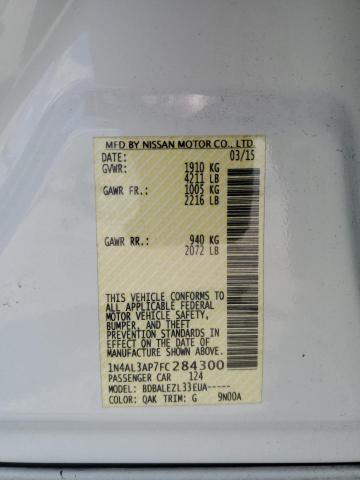 MFD BY NISSAN MOTOR CO., LTD.
DATE: 03/15
GVWR: 1910 KG
4211 LB
GAWR FR.: 1005 KG
2216 LB
GAWR RR.: 940 KG
2072 LB
THIS VEHICLE CONFORMS TO
ALL APPLICABLE FEDERAL
MOTOR VEHICLE SAFETY,
BUMPER, AND THEFT
PREVENTION STANDARDS IN
EFFECT ON THE DATE OF
MANUFACTURE SHOWN ABOVE.
1N4AL3AP7FC284300
PASSENGER CAR 124
MODEL: BDBALEZL33EUA-----
COLOR: QAK TRIM: G 9N00A